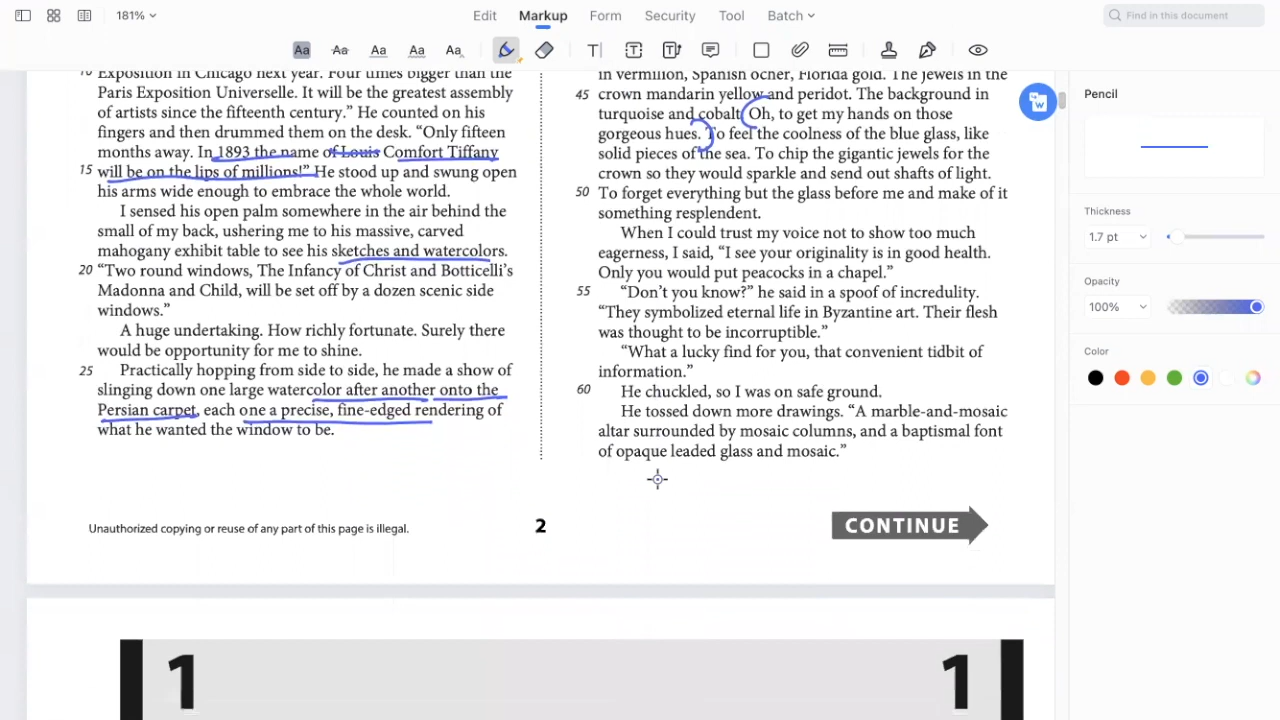 181%
Edit Markup Form Security Tool Batch
Find in this document
Aa Aa Aa Aa Aa T T T
10 Exposition in Chicago next year. Four times bigger than the
Paris Exposition Universelle. It will be the greatest assembly
of artists since the fifteenth century.” He counted on his
fingers and then drummed them on the desk. “Only fifteen
months away. In 1893 the name of Louis Comfort Tiffany
15 will be on the lips of millions!” He stood up and swung open
his arms wide enough to embrace the whole world.
I sensed his open palm somewhere in the air behind the
small of my back, ushering me to his massive, carved
mahogany exhibit table to see his sketches and watercolors.
20 “Two round windows, The Infancy of Christ and Botticelli’s
Madonna and Child, will be set off by a dozen scenic side
windows.”
A huge undertaking. How richly fortunate. Surely there
would be opportunity for me to shine.
25 Practically hopping from side to side, he made a show of
slinging down one large watercolor after another onto the
Persian carpet, each one a precise, fine-edged rendering of
what he wanted the window to be.
in vermilion, Spanish ocher, Florida gold. The jewels in the
45 crown mandarin yellow and peridot. The background in
turquoise and cobalt. Oh, to get my hands on those
gorgeous hues. To feel the coolness of the blue glass, like
solid pieces of the sea. To chip the gigantic jewels for the
crown so they would sparkle and send out shafts of light.
50 To forget everything but the glass before me and make of it
something resplendent.
When I could trust my voice not to show too much
eagerness, I said, “I see your originality is in good health.
Only you would put peacocks in a chapel.”
55 “Don’t you know?” he said in a spoof of incredulity.
“They symbolized eternal life in Byzantine art. Their flesh
was thought to be incorruptible.”
“What a lucky find for you, that convenient tidbit of
information.”
60 He chuckled, so I was on safe ground.
He tossed down more drawings. “A marble-and-mosaic
altar surrounded by mosaic columns, and a baptismal font
of opaque leaded glass and mosaic.”
Unauthorized copying or reuse of any part of this page is illegal.
2
CONTINUE
1 1
W
Pencil
Thickness
1.7 pt
Opacity
100%
Color